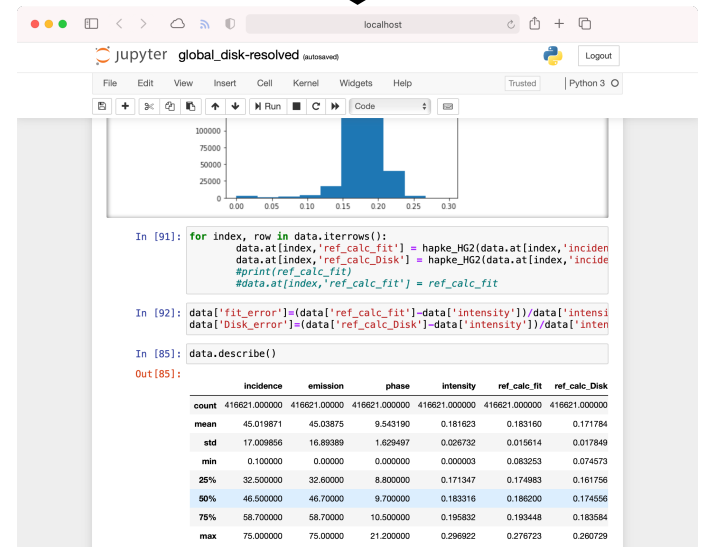 localhost
jupyter global_disk-resolved (autosaved)
Logout
File Edit View Insert Cell Kernel Widgets Help
Trusted
Python 3
Run
Code
100000
75000
50000
25000
0
0.00 0.05 0.10 0.15 0.20 0.25 0.30
In [91]: for index, row in data.iterrows():
data.at[index,'ref_calc_fit'] = hapke_HG2(data.at[index,'inciden
data.at[index,'ref_calc_Disk'] = hapke_HG2(data.at[index,'incide
#print(ref_calc_fit)
#data.at[index,'ref_calc_fit'] = ref_calc_fit
In [92]: data['fit_error']=(data['ref_calc_fit']-data['intensity'])/data['intensi
data['Disk_error']=(data['ref_calc_Disk']-data['intensity'])/data['inten
In [85]: data.describe()
Out[85]:
incidence emission phase intensity ref_calc_fit ref_calc_Disk
count 416621.000000 416621.00000 416621.000000 416621.000000 416621.000000 416621.000000
mean 45.019871 45.03875 9.543190 0.181623 0.183160 0.171784
std 17.009856 16.89389 1.629497 0.026732 0.015614 0.017849
min 0.100000 0.00000 0.000000 0.000003 0.083253 0.074573
25% 32.500000 32.60000 8.800000 0.171347 0.174983 0.161756
50% 46.500000 46.70000 9.700000 0.183316 0.186200 0.174556
75% 58.700000 58.70000 10.500000 0.195832 0.193448 0.183584
max 75.000000 75.00000 21.200000 0.296922 0.276723 0.260729